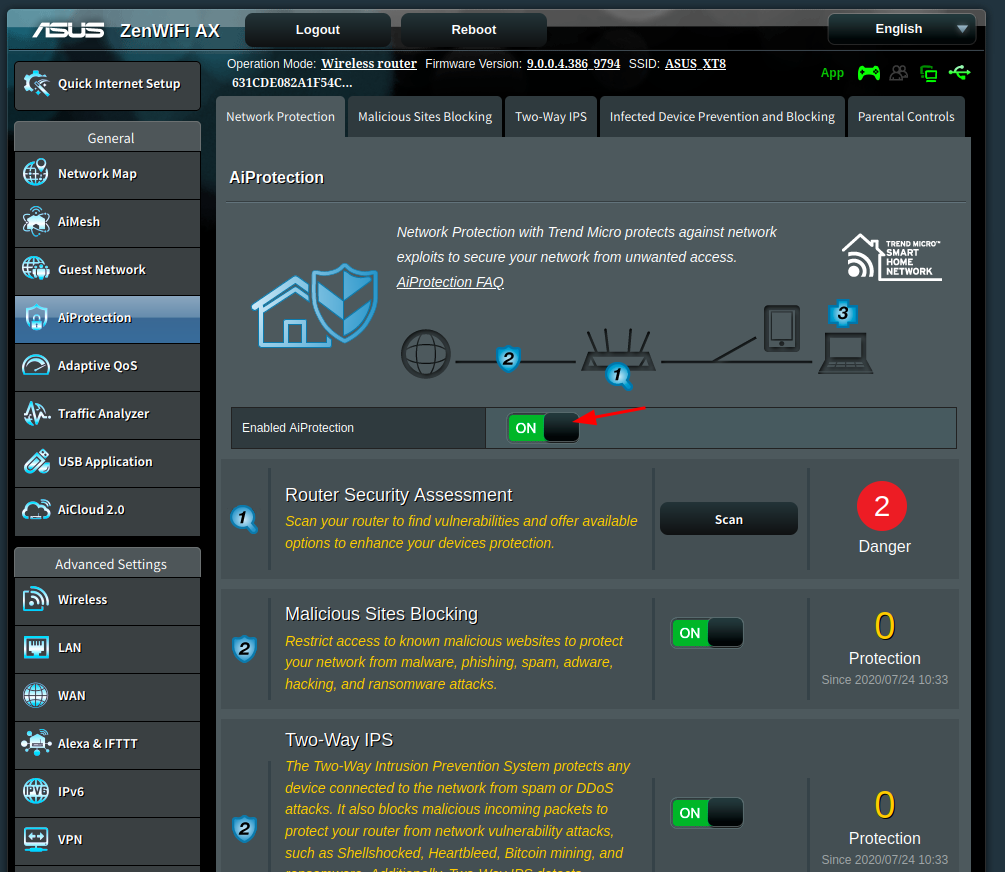 ASUS ZenWiFi AX Logout Reboot English
Operation Mode: Wireless router Firmware Version: 9.0.0.4.386_9794 SSID: ASUS_XT8
631CDE082A1F54C...
App
Quick Internet Setup
General
Network Map
AiMesh
Guest Network
AiProtection
Adaptive QoS
Traffic Analyzer
USB Application
AiCloud 2.0
Advanced Settings
Wireless
LAN
WAN
Alexa & IFTTT
IPv6
IPv6
VPN
Network Protection Malicious Sites Blocking Two-Way IPS Infected Device Prevention and Blocking Parental Controls
AiProtection
Network Protection with Trend Micro protects against network
exploits to secure your network from unwanted access.
AiProtection FAQ
TREND MICRO™
SMART
HOME
NETWORK
3
2
1
Enabled AiProtection ON
1
Router Security Assessment
Scan your router to find vulnerabilities and offer available
options to enhance your devices protection.
Scan
2
Danger
2
Malicious Sites Blocking
Restrict access to known malicious websites to protect
your network from malware, phishing, spam, adware,
hacking, and ransomware attacks.
ON
0
Protection
Since 2020/07/24 10:33
2
Two-Way IPS
The Two-Way Intrusion Prevention System protects any
device connected to the network from spam or DDoS
attacks. It also blocks malicious incoming packets to
protect your router from network vulnerability attacks,
such as Shellshocked, Heartbleed, Bitcoin mining, and
ransomware. Additionally, Two-Way IPS detects
ON
0
Protection
Since 2020/07/24 10:33